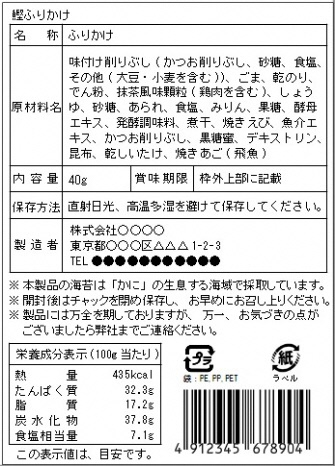 鰹ふりかけ
名称 ふりかけ
原材料名 味付け削りぶし(かつお削りぶし、砂糖、食塩、
その他(大豆・小麦を含む))、ごま、乾のり、
でん粉、抹茶風味顆粒(鶏肉を含む)、しょう
ゆ、砂糖、あられ、食塩、みりん、果糖、酵母
エキス、発酵調味料、煮干、焼きえび、魚介エ
キス、かつお削りぶし、黒糖蜜、デキストリン、
昆布、乾しいたけ、焼きあご(飛魚)
内容量 40g 賞味期限 枠外上部に記載
保存方法 直射日光、高温多湿を避けて保存してください。
製造者 株式会社〇〇〇〇
東京都〇〇〇区△△△1-2-3
TEL ●●●●●●●●●●●
※ 本製品の海苔は「かに」の生息する海域で採取しています。
※ 開封後はチャックを閉め保存し、お早めにお召し上りください。
※ 製品には万全を期しておりますが、万一、お気づきの点が
ございましたら弊社までご連絡ください。
栄養成分表示(100g当たり)
熱量 435kcal
たんぱく質 32.3g
脂質 17.2g
炭水化物 37.8g
食塩相当量 7.1g
この表示値は、目安です。
プラ
袋：PE,PP,PET
紙
ラベル
4 912345 678904